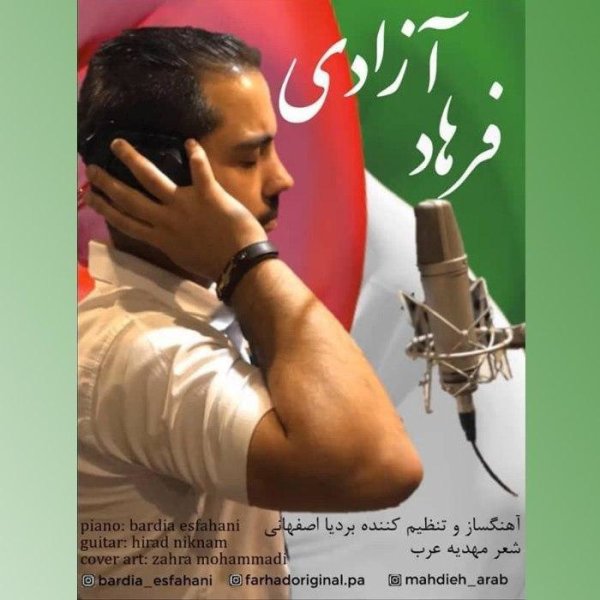 آزادی
فرهاد
آهنگساز و تنظیم کننده بردیا اصفهانی
شعر مهدیه عرب
piano: bardia esfahani
guitar: hirad niknam
cover art: zahra mohammadi
bardia_esfahani farhadoriginal.pa mahdieh_arab